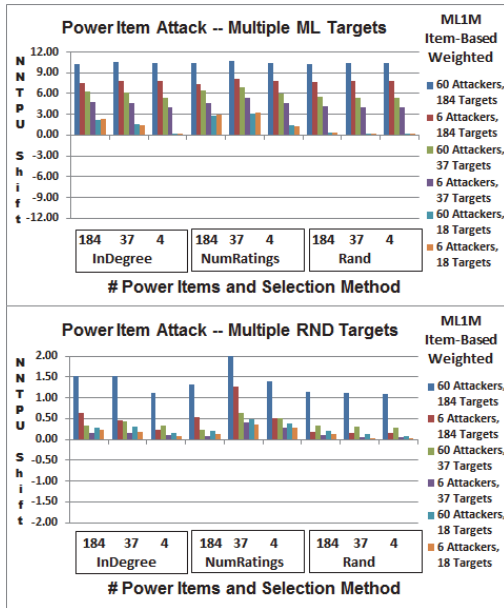 Power Item Attack -- Multiple ML Targets
ML1M
Item-Based
Weighted
NNTPU Shift
12.00
9.00
6.00
3.00
0.00
-3.00
-6.00
-9.00
-12.00
60 Attackers,
184 Targets
6 Attackers,
184 Targets
60 Attackers,
37 Targets
6 Attackers,
37 Targets
60 Attackers,
18 Targets
6 Attackers,
18 Targets
184 37 4 184 37 4 184 37 4
InDegree NumRatings Rand
# Power Items and Selection Method
Power Item Attack -- Multiple RND Targets
ML1M
Item-Based
Weighted
NNTPU Shift
2.00
1.50
1.00
0.50
0.00
-0.50
-1.00
-1.50
-2.00
60 Attackers,
184 Targets
6 Attackers,
184 Targets
60 Attackers,
37 Targets
6 Attackers,
37 Targets
60 Attackers,
18 Targets
6 Attackers,
18 Targets
184 37 4 184 37 4 184 37 4
InDegree NumRatings Rand
# Power Items and Selection Method